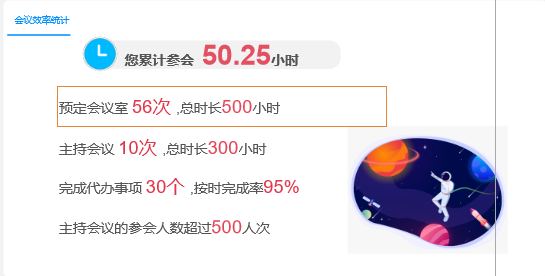 会议效率统计
您累计参会 50.25小时
预定会议室 56次 ,总时长500小时
主持会议 10次 ,总时长300小时
完成代办事项 30个 ,按时完成率95%
主持会议的参会人数超过500人次